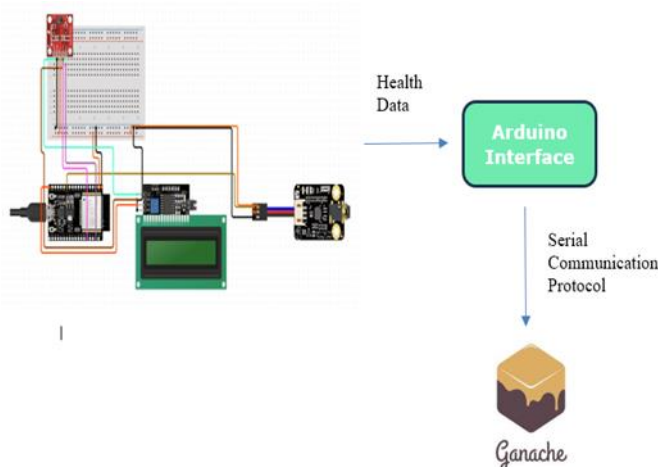 Health
Data
Arduino
Interface
Serial
Communication
Protocol
Ganache